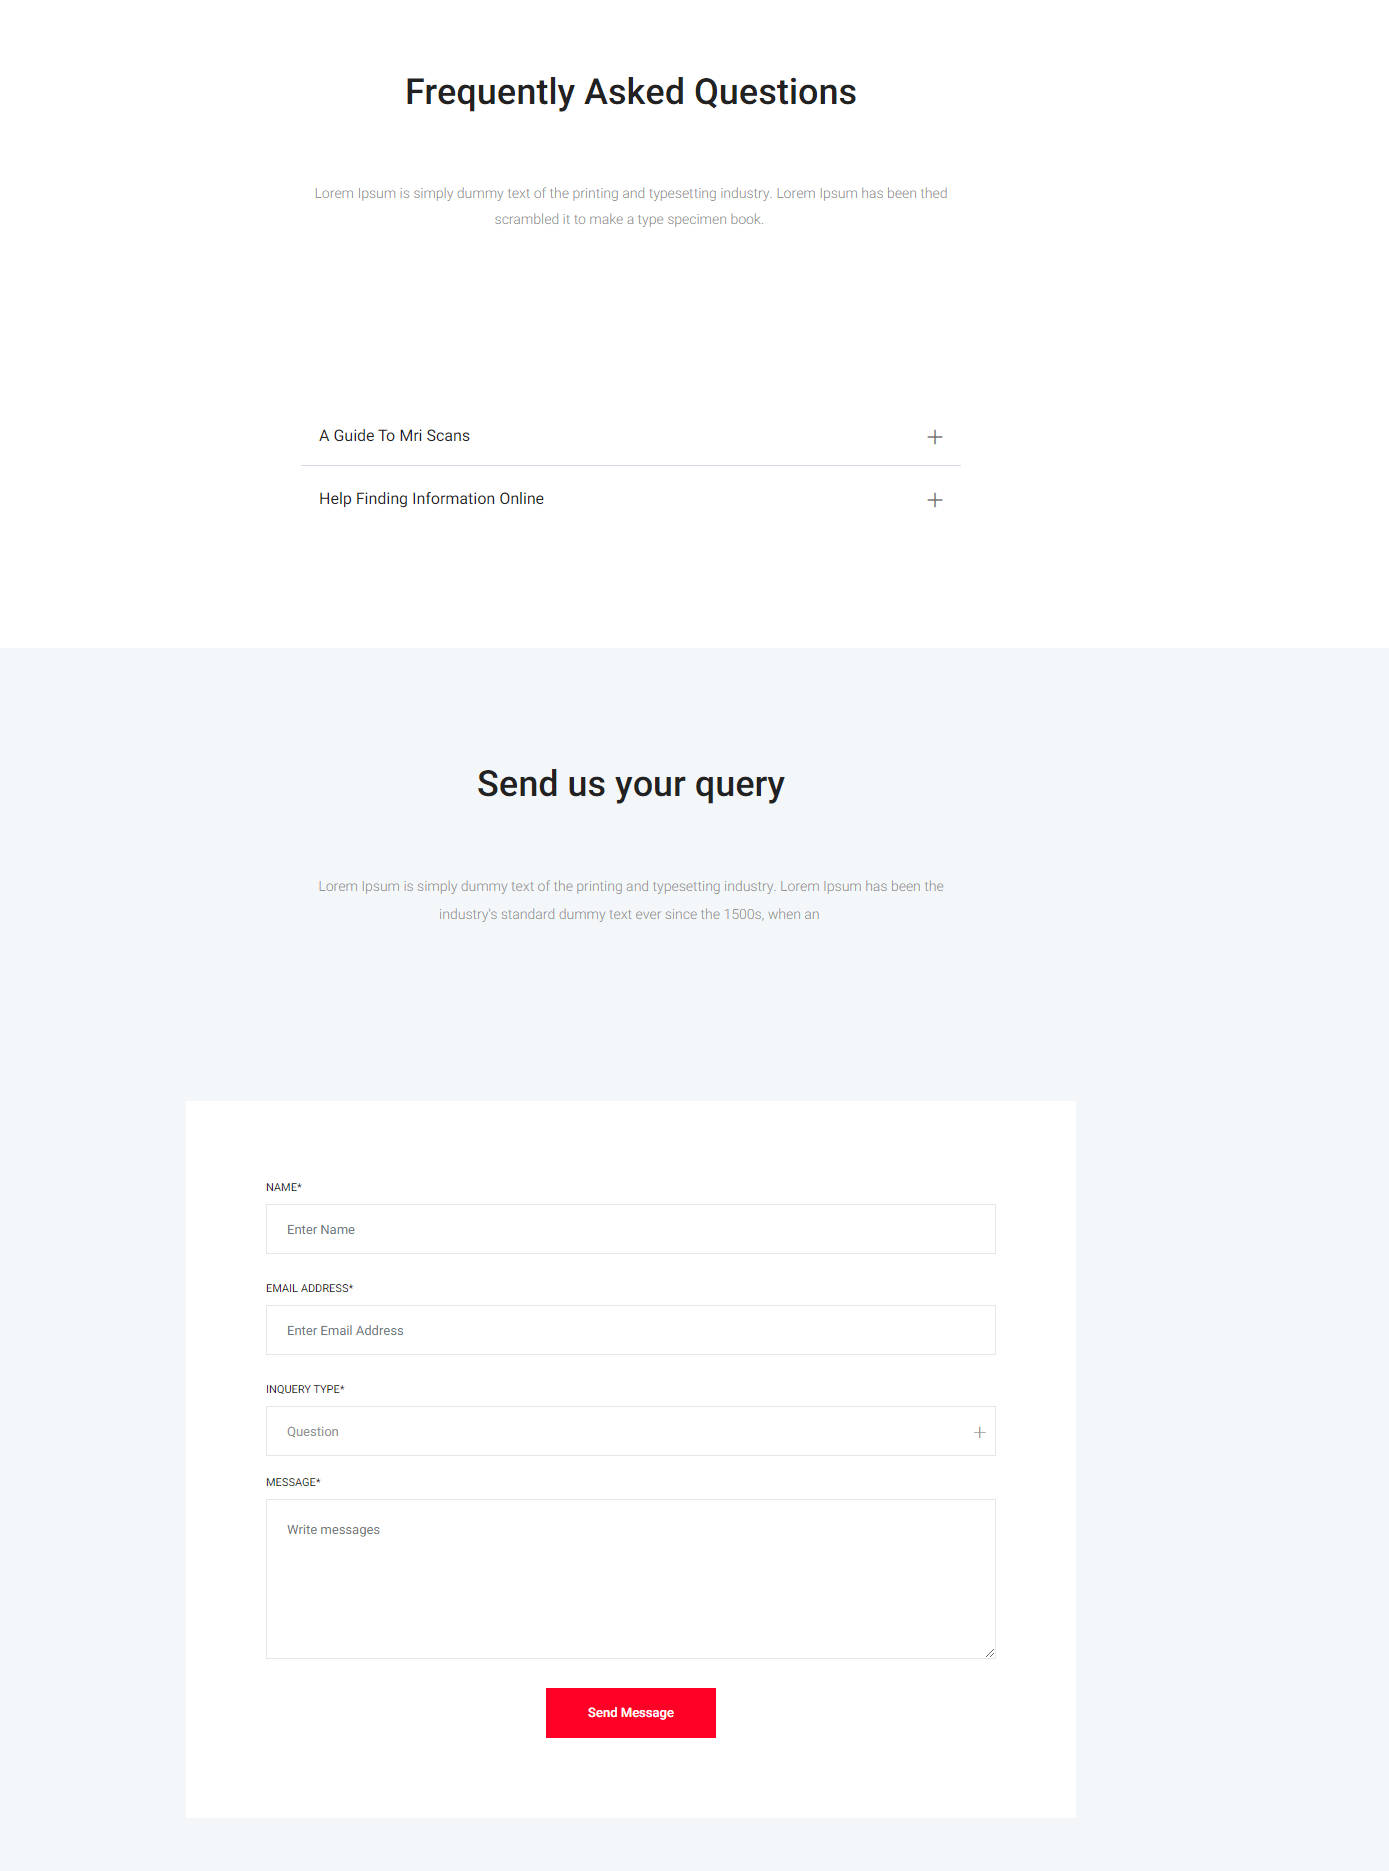 Frequently Asked Questions
Lorem Ipsum is simply dummy text of the printing and typesetting industry. Lorem Ipsum has been thed
scrambled it to make a type specimen book.
A Guide To Mri Scans
Help Finding Information Online
Send us your query
Lorem Ipsum is simply dummy text of the printing and typesetting industry. Lorem Ipsum has been the
industry's standard dummy text ever since the 1500s, when an
NAME*
Enter Name
EMAIL ADDRESS*
Enter Email Address
INQUERY TYPE*
Question
MESSAGE*
Write messages
Send Message